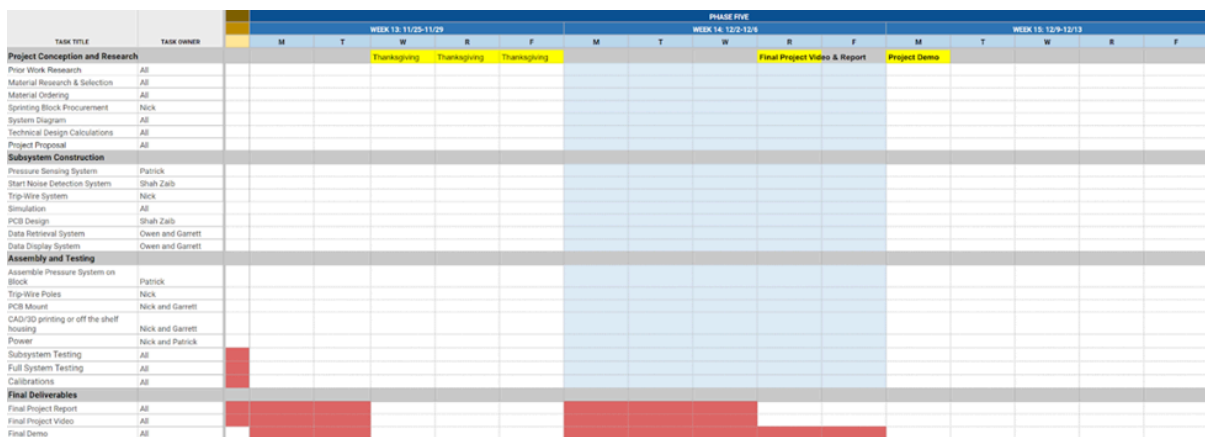 PHASE FIVE
WEEK 13: 11/25-11/29 WEEK 14: 12/2-12/6 WEEK 15: 12/9-12/13
TASK TITLE TASK OWNER M T W R F M T W R F M T W R F
Project Conception and Research Thanksgiving Thanksgiving Thanksgiving Final Project Video & Report Project Demo
Prior Work Research All
Material Research & Selection All
Material Ordering All
Sprinting Block Procurement Nick
System Diagram All
Technical Design Calculations All
Project Proposal All
Subsystem Construction
Pressure Sensing System Patrick
Start Noise Detection System Shah Zaib
Trip-Wire System Nick
Simulation All
PCB Design Shah Zaib
Data Retrieval System Owen and Garrett
Data Display System Owen and Garrett
Assembly and Testing
Assemble Pressure System on
Block Patrick
Trip-Wire Poles Nick
PCB Mount Nick and Garrett
CAD/3D printing or off the shelf
housing Nick and Garrett
Power Nick and Patrick
Subsystem Testing All
Full System Testing All
Calibrations All
Final Deliverables
Final Project Report All
Final Project Video All
Final Demo All